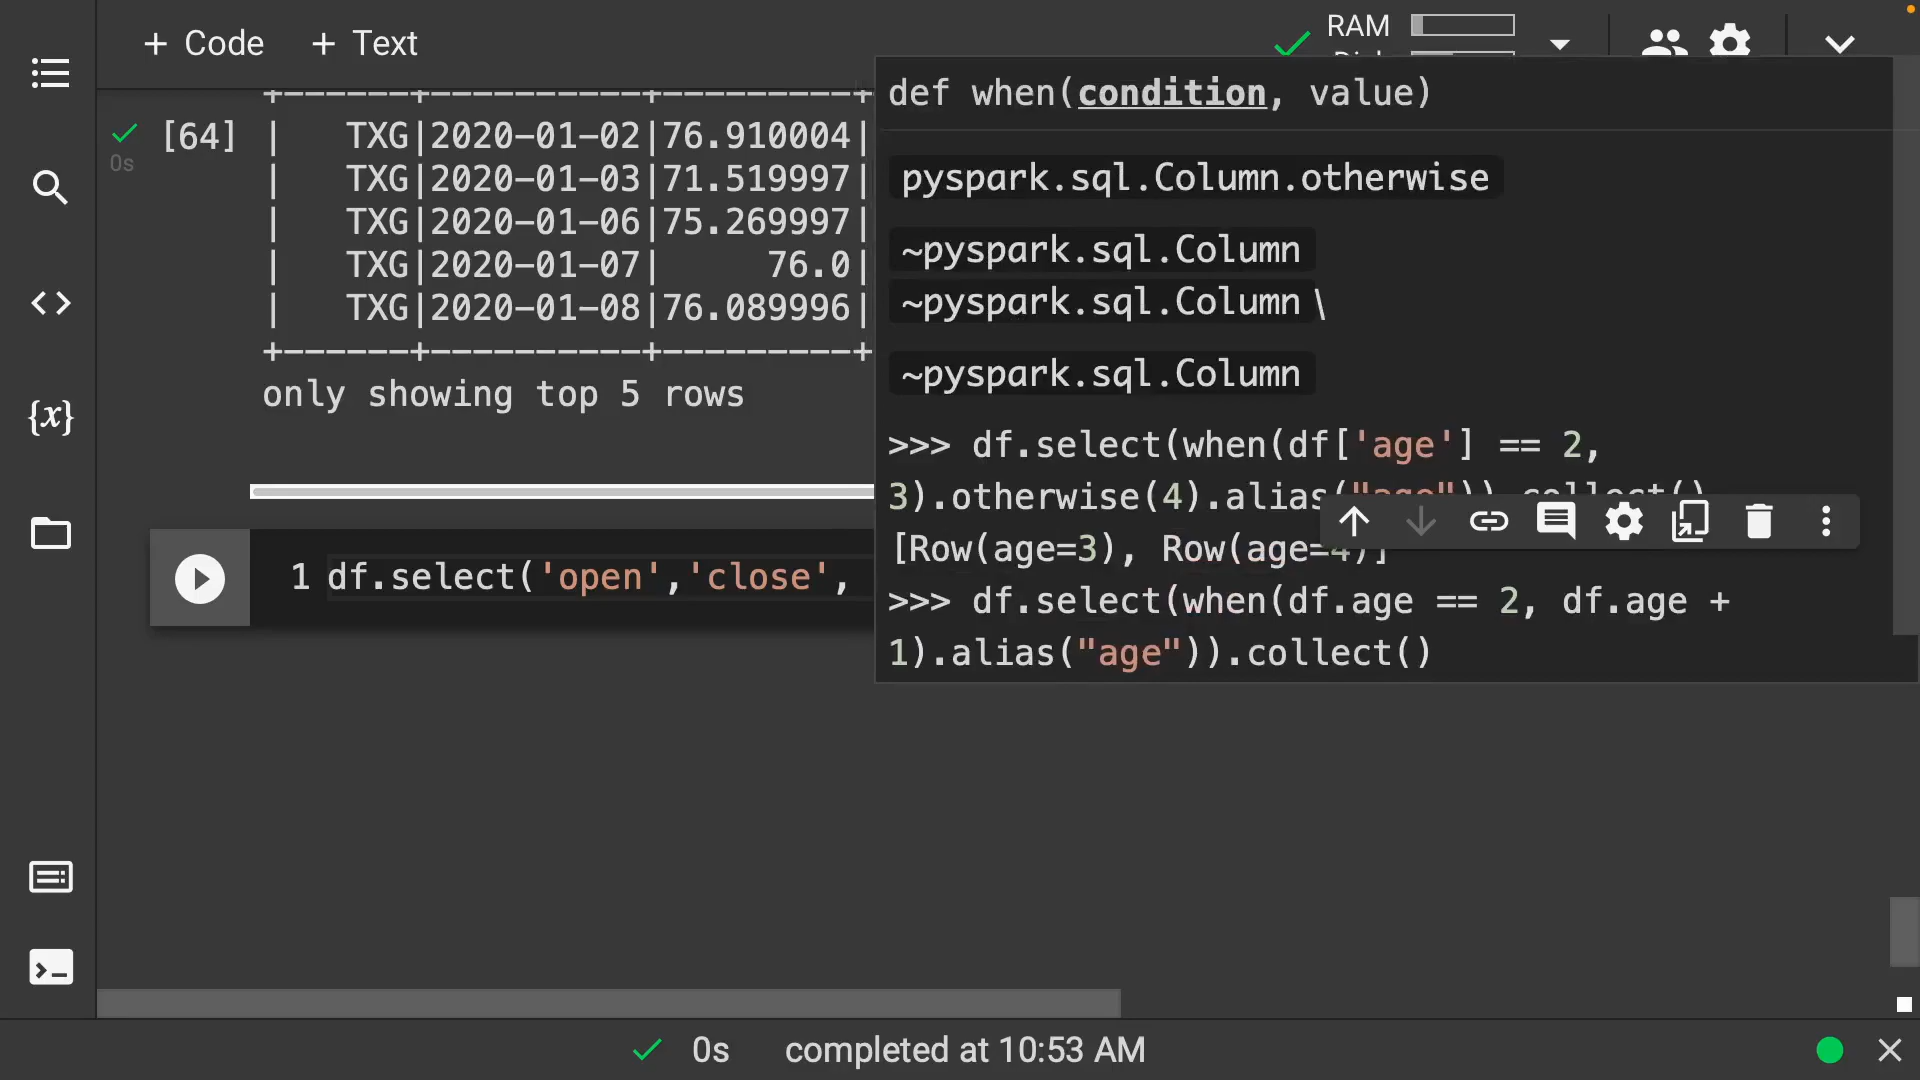 + Code + Text
RAM
def when(condition, value)
[64]
+------+----------+---------+
| TXG|2020-01-02|76.910004|
| TXG|2020-01-03|71.519997|
| TXG|2020-01-06|75.269997|
| TXG|2020-01-07| 76.0|
| TXG|2020-01-08|76.089996|
+------+----------+---------+
only showing top 5 rows
0s
pyspark.sql.Column.otherwise
~pyspark.sql.Column
~pyspark.sql.Column \
~pyspark.sql.Column
>>> df.select(when(df['age'] == 2,
3).otherwise(4).alias("age")).collect()
[Row(age=3), Row(age=4)]
>>> df.select(when(df.age == 2, df.age +
1).alias("age")).collect()
1 df.select('open','close',
{x}
0s completed at 10:53 AM